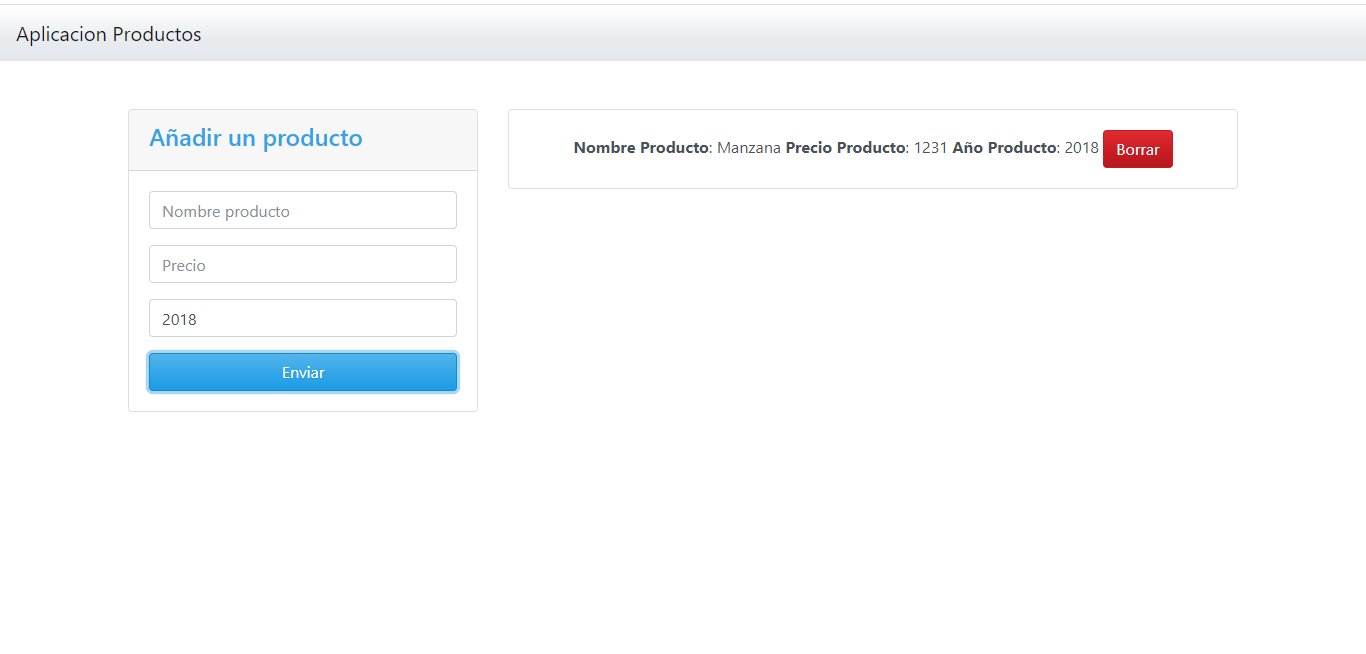 Aplicacion Productos
Añadir un producto
Nombre producto
Precio
2018
Enviar
Nombre Producto: Manzana Precio Producto: 1231 Año Producto: 2018 Borrar